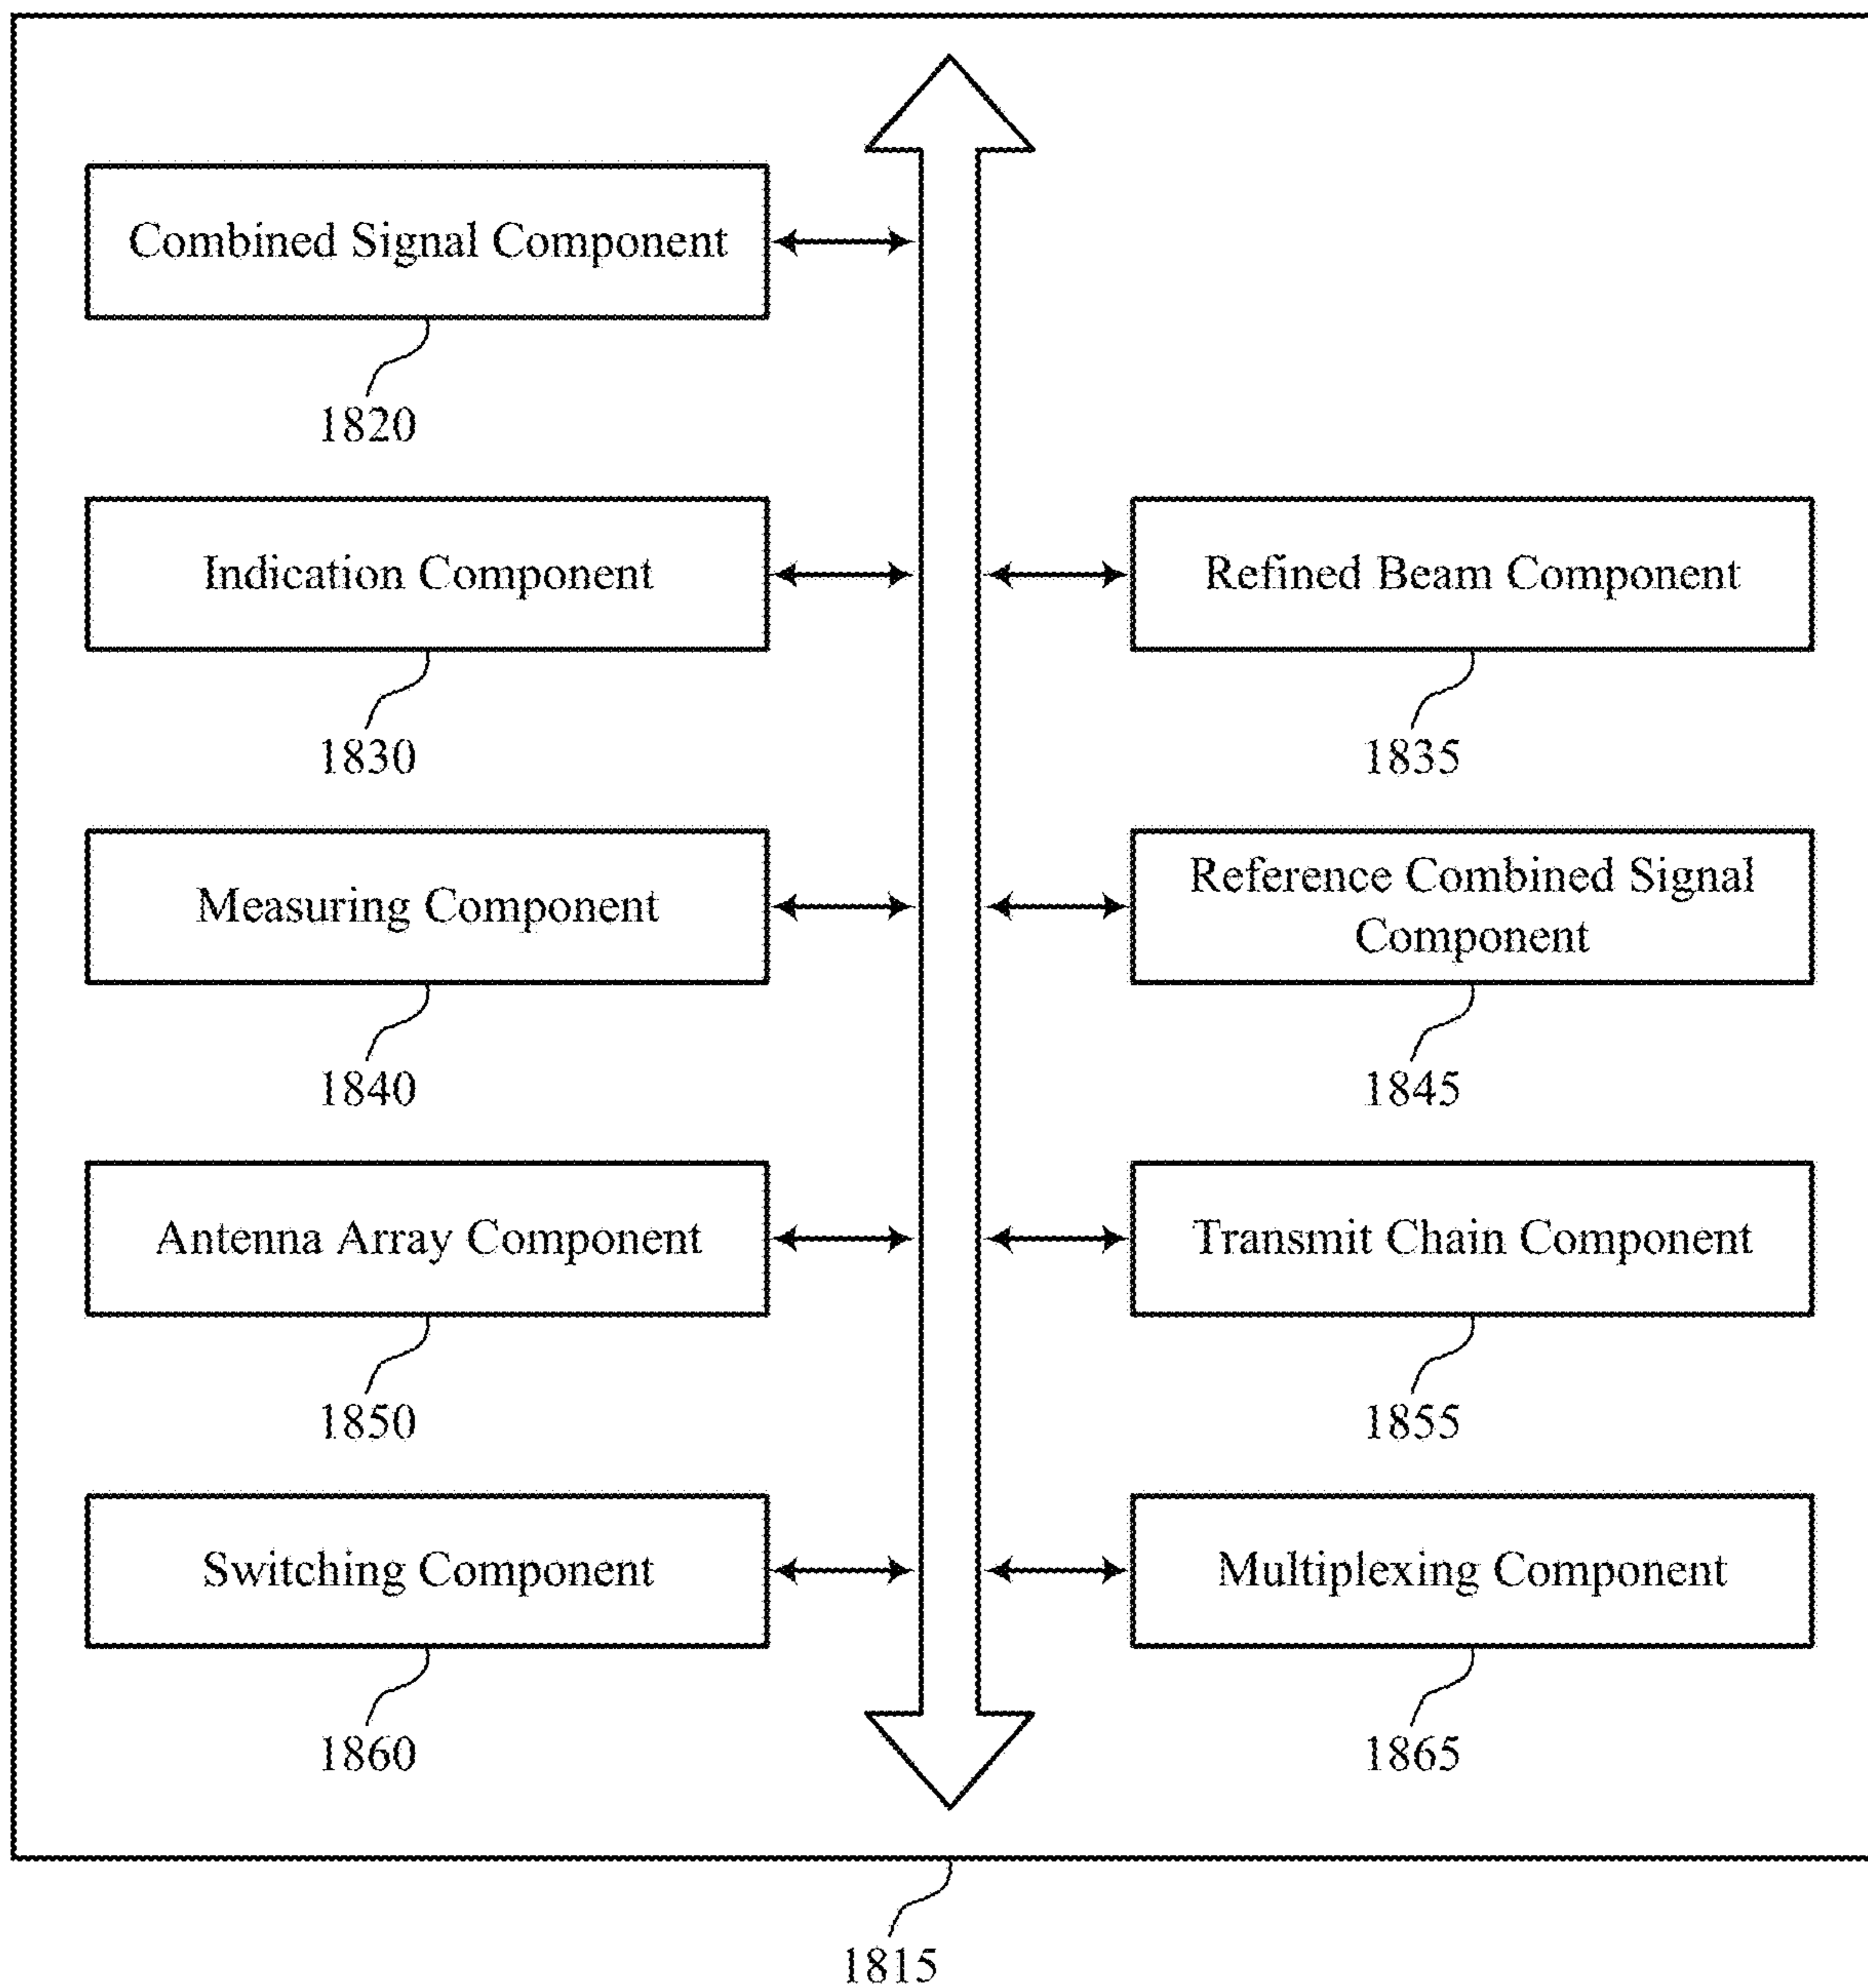 Combined Signal Component
1820
Indication Component
Refined Beam Component
1830
1835
Measuring Component
Reference Combined Signal
Component
1840
1845
Antenna Array Component
Transmit Chain Component
1850
1855
Switching Component
Multiplexing Component
1860
1865
1815